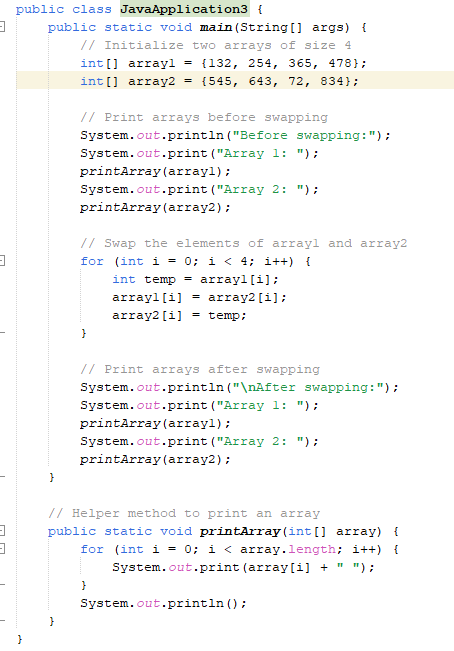 public class JavaApplication3 {
    public static void main(String[] args) {
        // Initialize two arrays of size 4
        int[] array1 = {132, 254, 365, 478};
        int[] array2 = {545, 643, 72, 834};

        // Print arrays before swapping
        System.out.println("Before swapping:");
        System.out.print("Array 1: ");
        printArray(array1);
        System.out.print("Array 2: ");
        printArray(array2);

        // Swap the elements of array1 and array2
        for (int i = 0; i < 4; i++) {
            int temp = array1[i];
            array1[i] = array2[i];
            array2[i] = temp;
        }

        // Print arrays after swapping
        System.out.println("\nAfter swapping:");
        System.out.print("Array 1: ");
        printArray(array1);
        System.out.print("Array 2: ");
        printArray(array2);
    }

    // Helper method to print an array
    public static void printArray(int[] array) {
        for (int i = 0; i < array.length; i++) {
            System.out.print(array[i] + " ");
        }
        System.out.println();
    }
}